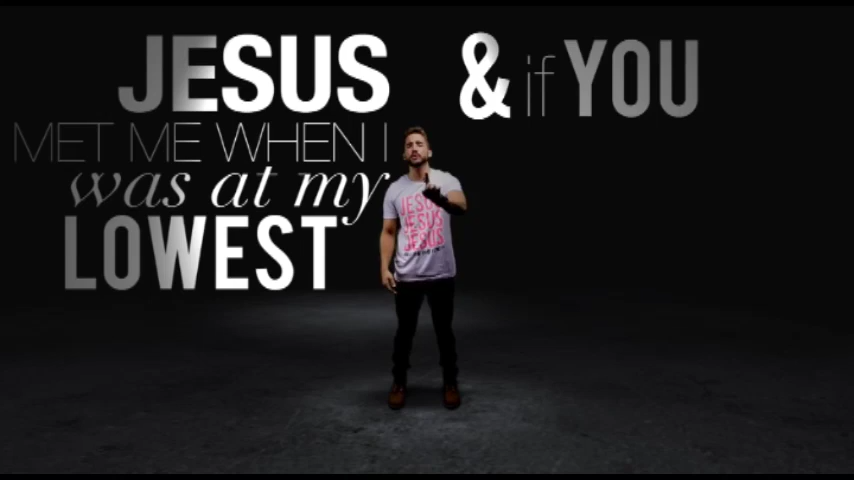 JESUS
MET ME WHEN I
was at my
LOWEST
& if YOU
JESUS
JESUS
JESUS